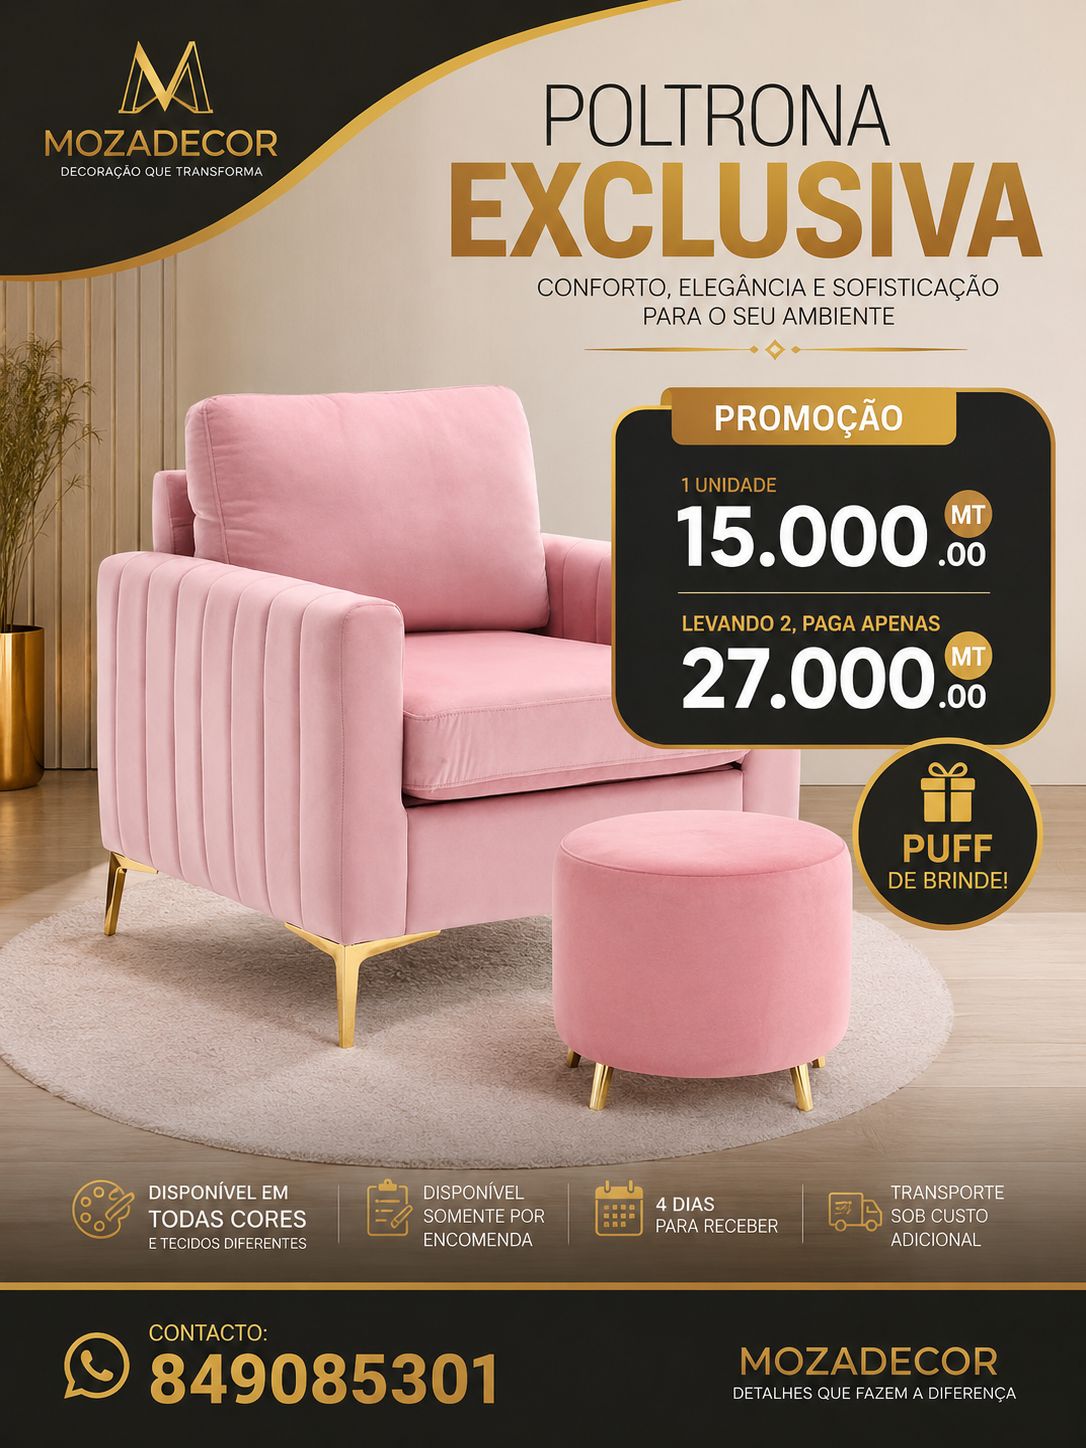 MOZADECOR
DECORAÇÃO QUE TRANSFORMA
POLTRONA
EXCLUSIVA
CONFORTO, ELEGÂNCIA E SOFISTICAÇÃO
PARA O SEU AMBIENTE
PROMOÇÃO
1 UNIDADE
15.000.00 MT
LEVANDO 2, PAGA APENAS
27.000.00 MT
PUFF
DE BRINDE!
DISPONÍVEL EM
TODAS CORES
E TECIDOS DIFERENTES
DISPONÍVEL
SOMENTE POR
ENCOMENDA
4 DIAS
PARA RECEBER
TRANSPORTE
SOB CUSTO
ADICIONAL
CONTACTO:
849085301
MOZADECOR
DETALHES QUE FAZEM A DIFERENÇA